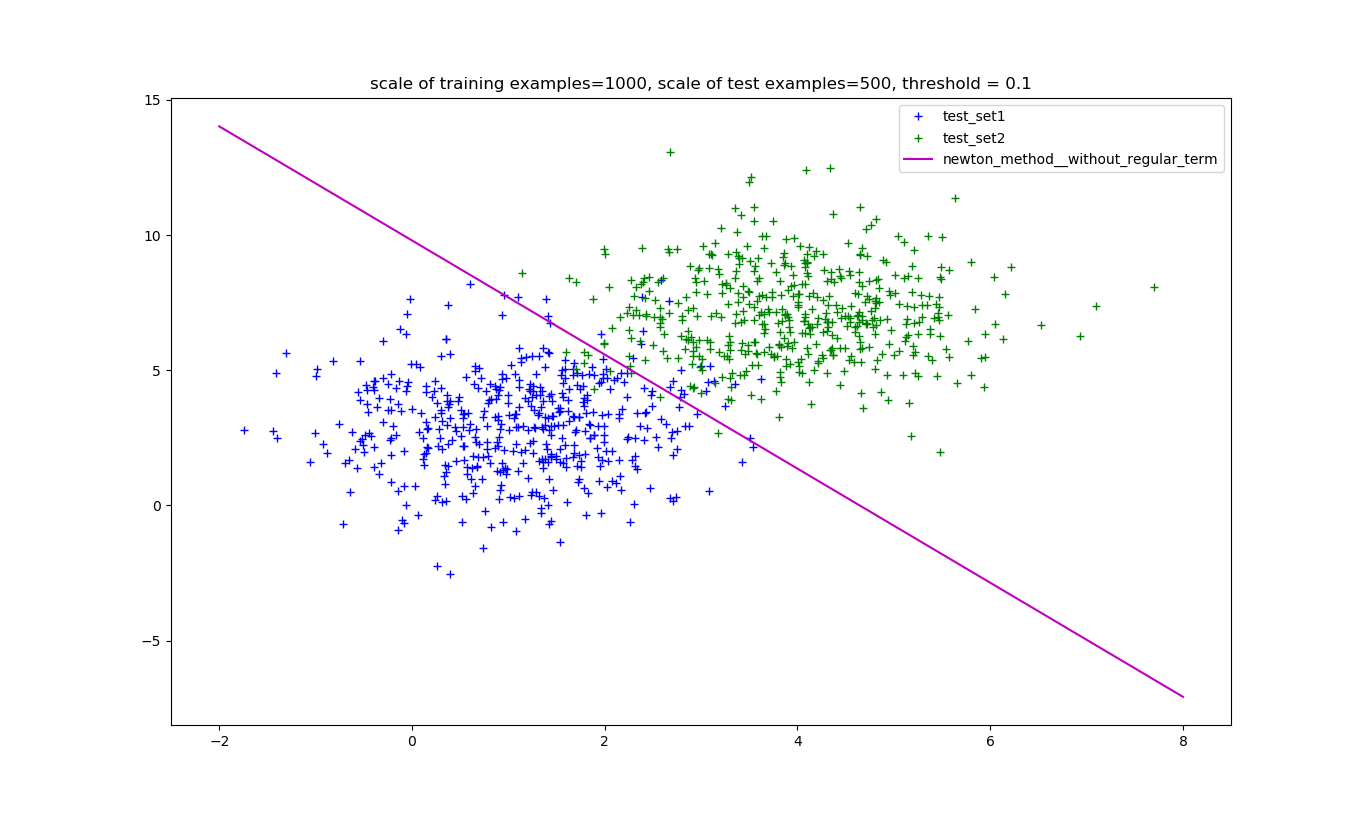 scale of training examples=1000, scale of test examples=500, threshold = 0.1
test_set1
test_set2
newton_method__without_regular_term
15
10
5
0
−5
−2
0
2
4
6
8